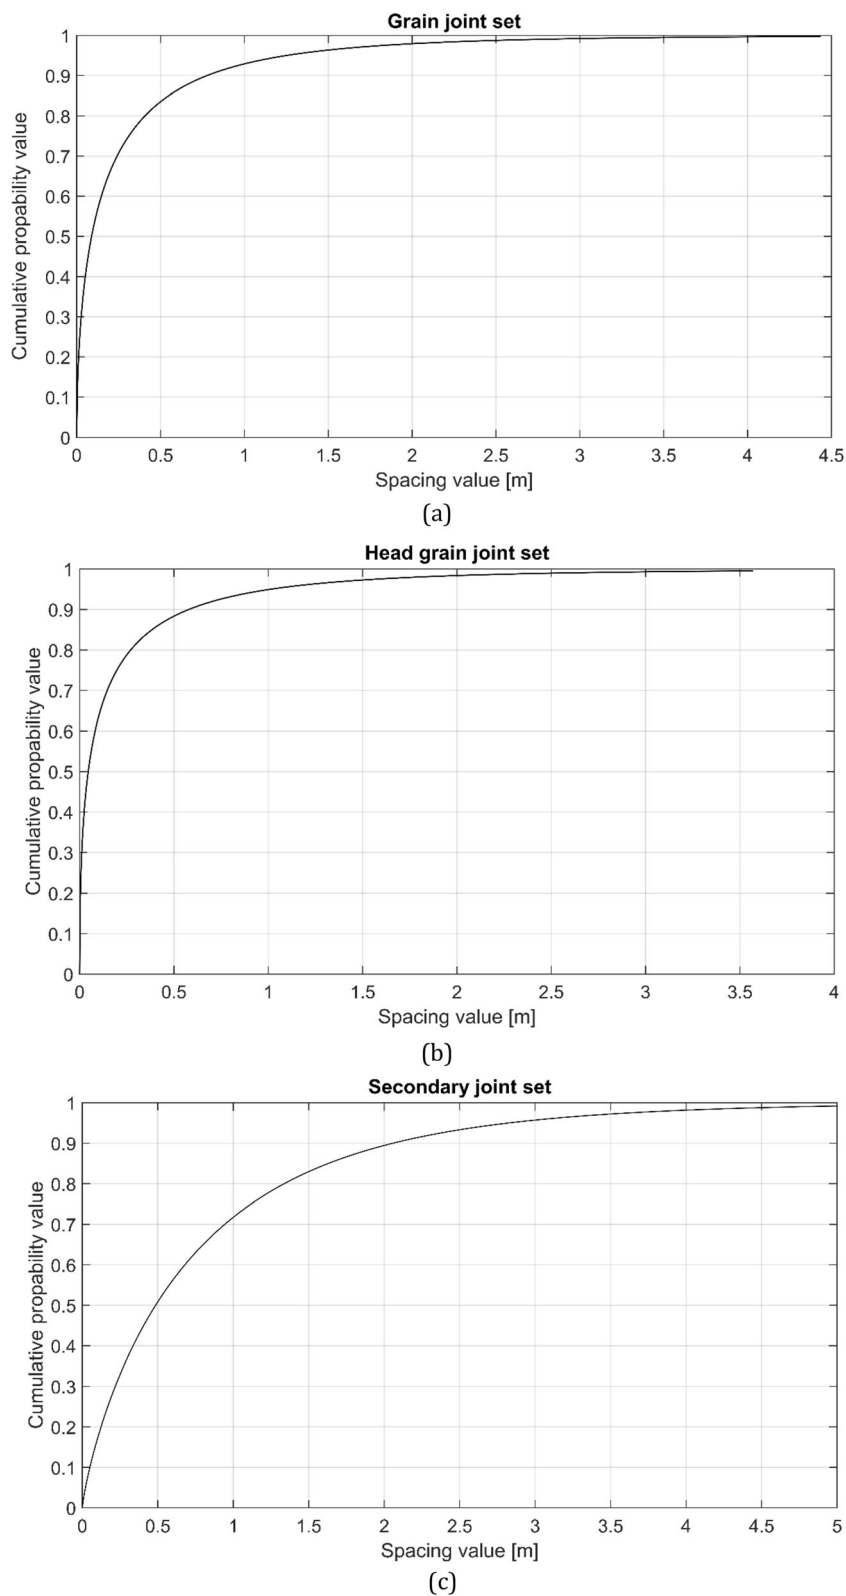 Grain joint set
1
0.9
0.8
0.7
0.6
0.5
0.4
0.3
0.2
0.1
0
Cumulative propability value
0 0.5 1 1.5 2 2.5 3 3.5 4 4.5
Spacing value [m]
(a)
Head grain joint set
1
0.9
0.8
0.7
0.6
0.5
0.4
0.3
0.2
0.1
0
Cumulative propability value
0 0.5 1 1.5 2 2.5 3 3.5 4
Spacing value [m]
(b)
Secondary joint set
1
0.9
0.8
0.7
0.6
0.5
0.4
0.3
0.2
0.1
0
Cumulative propability value
0 0.5 1 1.5 2 2.5 3 3.5 4 4.5 5
Spacing value [m]
(c)